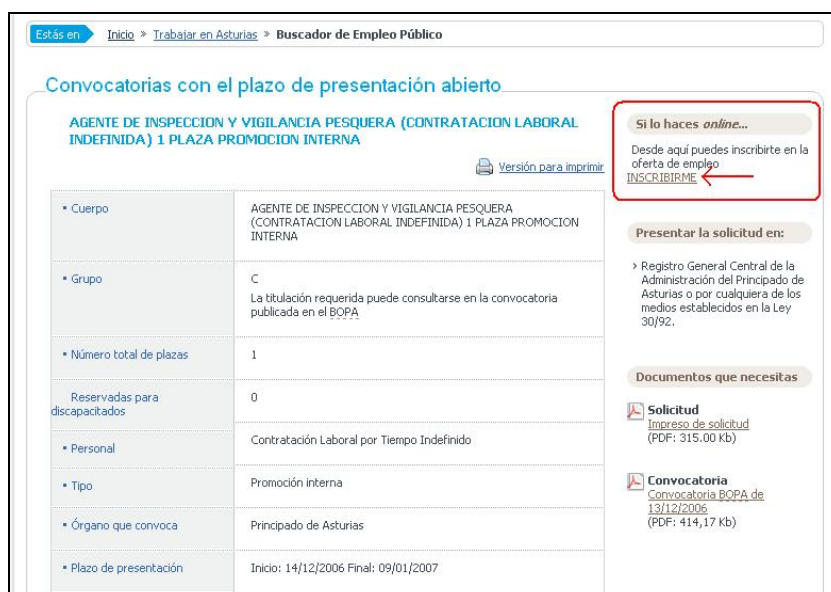 Estás en Inicio » Trabajar en Asturias » Buscador de Empleo Público
Convocatorias con el plazo de presentación abierto
AGENTE DE INSPECCION Y VIGILANCIA PESQUERA (CONTRATACION LABORAL
INDEFINIDA) 1 PLAZA PROMOCION INTERNA
Versión para imprimir
Cuerpo
AGENTE DE INSPECCION Y VIGILANCIA PESQUERA
(CONTRATACION LABORAL INDEFINIDA) 1 PLAZA PROMOCION
INTERNA
Grupo
C
La titulación requerida puede consultarse en la convocatoria
publicada en el BOPA
Número total de plazas
1
Reservadas para
discapacitados
0
Personal
Contratación Laboral por Tiempo Indefinido
Tipo
Promoción interna
Órgano que convoca
Principado de Asturias
Plazo de presentación
Inicio: 14/12/2006 Final: 09/01/2007
Si lo haces online...
Desde aquí puedes inscribirte en la
oferta de empleo
INSCRIBIRME
Presentar la solicitud en:
Registro General Central de la
Administración del Principado de
Asturias o por cualquiera de los
medios establecidos en la Ley
30/92.
Documentos que necesitas
Solicitud
Impreso de solicitud
(PDF: 315.00 Kb)
Convocatoria
Convocatoria BOPA de
13/12/2006
(PDF: 414,17 Kb)